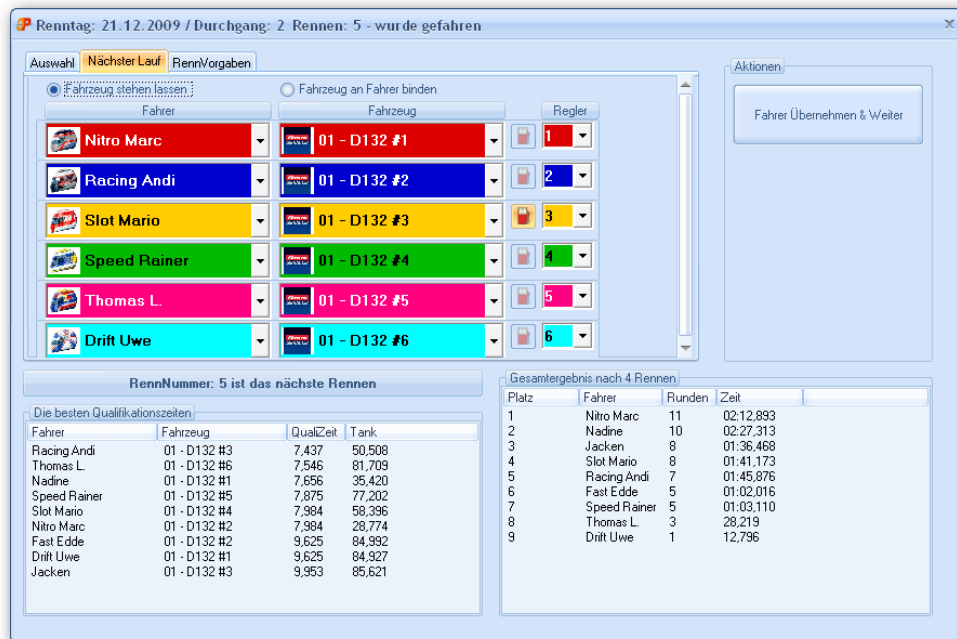 Renntag: 21.12.2009 / Durchgang: 2 Rennen: 5 - wurde gefahren
Auswahl Nächster Lauf RennVorgaben
Fahrzeug stehen lassen Fahrzeug an Fahrer binden
Fahrer Fahrzeug Regler
Nitro Marc 01 - D132 #1 1
Racing Andi 01 - D132 #2 2
Slot Mario 01 - D132 #3 3
Speed Rainer 01 - D132 #4 4
Thomas L. 01 - D132 #5 5
Drift Uwe 01 - D132 #6 6
Aktionen
Fahrer Übernehmen & Weiter
RennNummer: 5 ist das nächste Rennen
Die besten Qualifikationszeiten
Fahrer Fahrzeug QualiZeit Tank
Racing Andi 01 - D132 #3 7,437 50,508
Thomas L. 01 - D132 #6 7,546 81,709
Nadine 01 - D132 #1 7,656 35,420
Speed Rainer 01 - D132 #5 7,875 77,202
Slot Mario 01 - D132 #4 7,984 58,396
Nitro Marc 01 - D132 #2 7,984 28,774
Fast Edde 01 - D132 #2 9,625 84,992
Drift Uwe 01 - D132 #1 9,625 84,927
Jacken 01 - D132 #3 9,953 85,621
Gesamtergebnis nach 4 Rennen
Platz Fahrer Runden Zeit
1 Nitro Marc 11 02:12,893
2 Nadine 10 02:27,313
3 Jacken 8 01:36,468
4 Slot Mario 8 01:41,173
5 Racing Andi 7 01:45,876
6 Fast Edde 5 01:02,016
7 Speed Rainer 5 01:03,110
8 Thomas L. 3 28,219
9 Drift Uwe 1 12,796